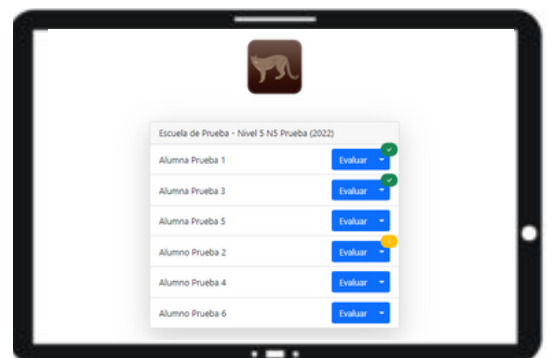 Escuela de Prueba - Nivel 5 N5 Prueba (2022)
Alumna Prueba 1 Evaluar
Alumna Prueba 3 Evaluar
Alumna Prueba 5 Evaluar
Alumno Prueba 2 Evaluar
Alumno Prueba 4 Evaluar
Alumno Prueba 6 Evaluar